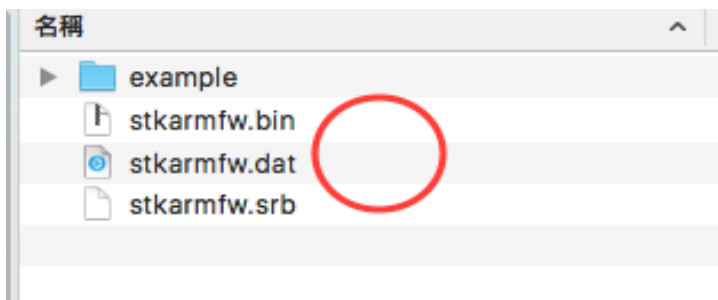 名稱
example
stkarmfw.bin
stkarmfw.dat
stkarmfw.srb